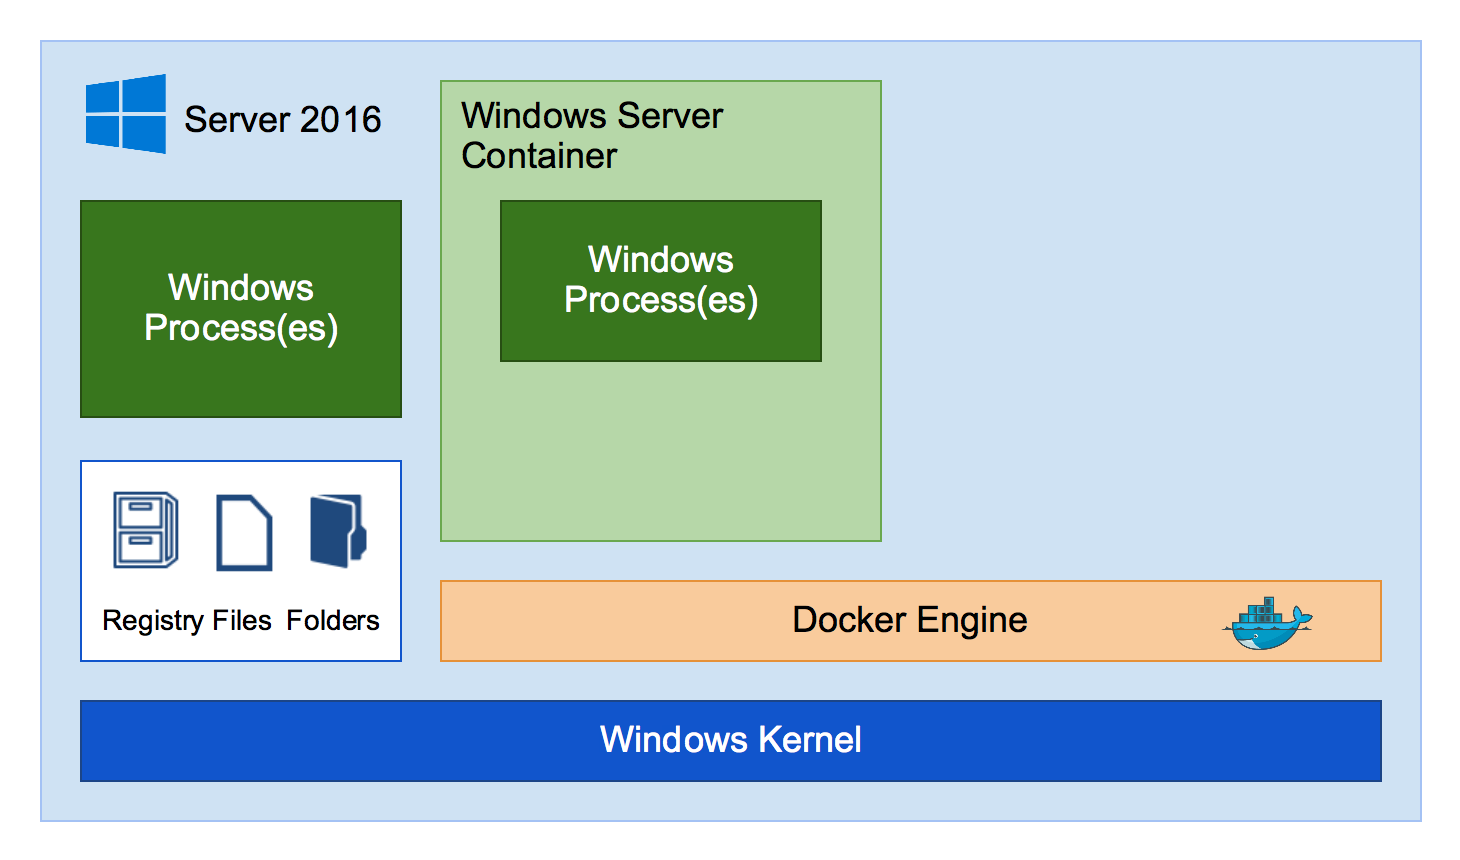 Server 2016
Windows Server
Container
Windows
Process(es)
Windows
Process(es)
Registry Files Folders
Docker Engine
Windows Kernel